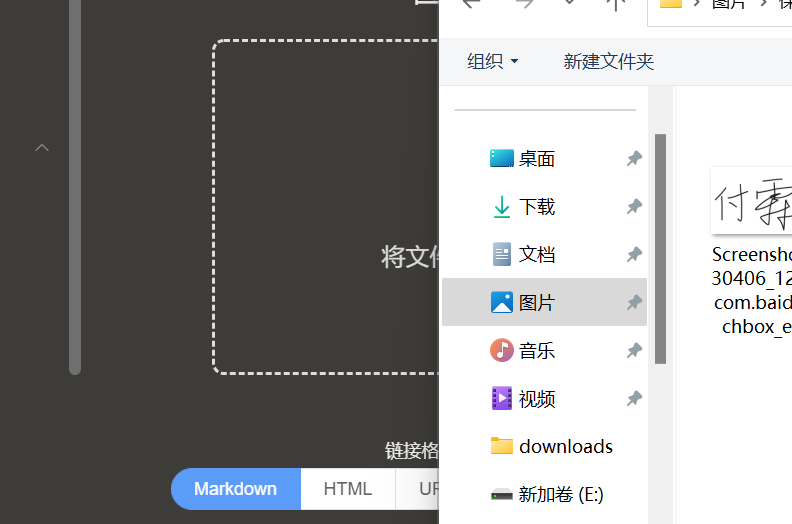 图片
组织
新建文件夹
桌面
下载
文档
图片
音乐
视频
downloads
新加卷 (E:)
付霖
Screensho
30406_12
com.baid
chbox_e
将文件
链接格
Markdown
HTML
UR